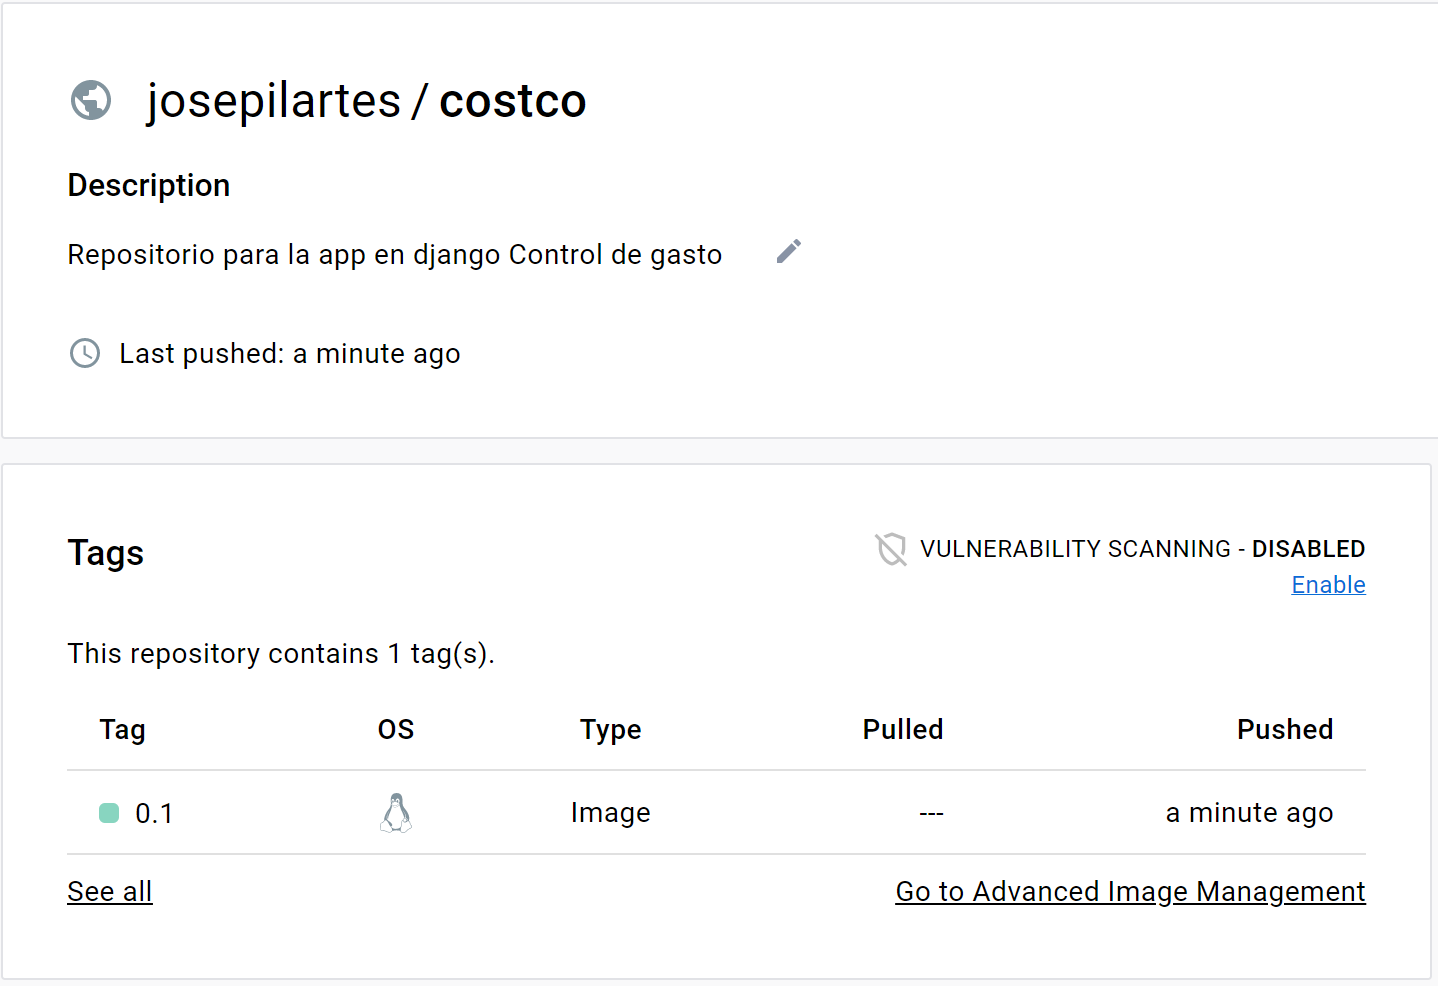 josepilartes / costco
Description
Repositorio para la app en django Control de gasto
Last pushed: a minute ago
Tags
VULNERABILITY SCANNING - DISABLED
Enable
This repository contains 1 tag(s).
Tag OS Type Pulled Pushed
0.1 Image --- a minute ago
See all Go to Advanced Image Management